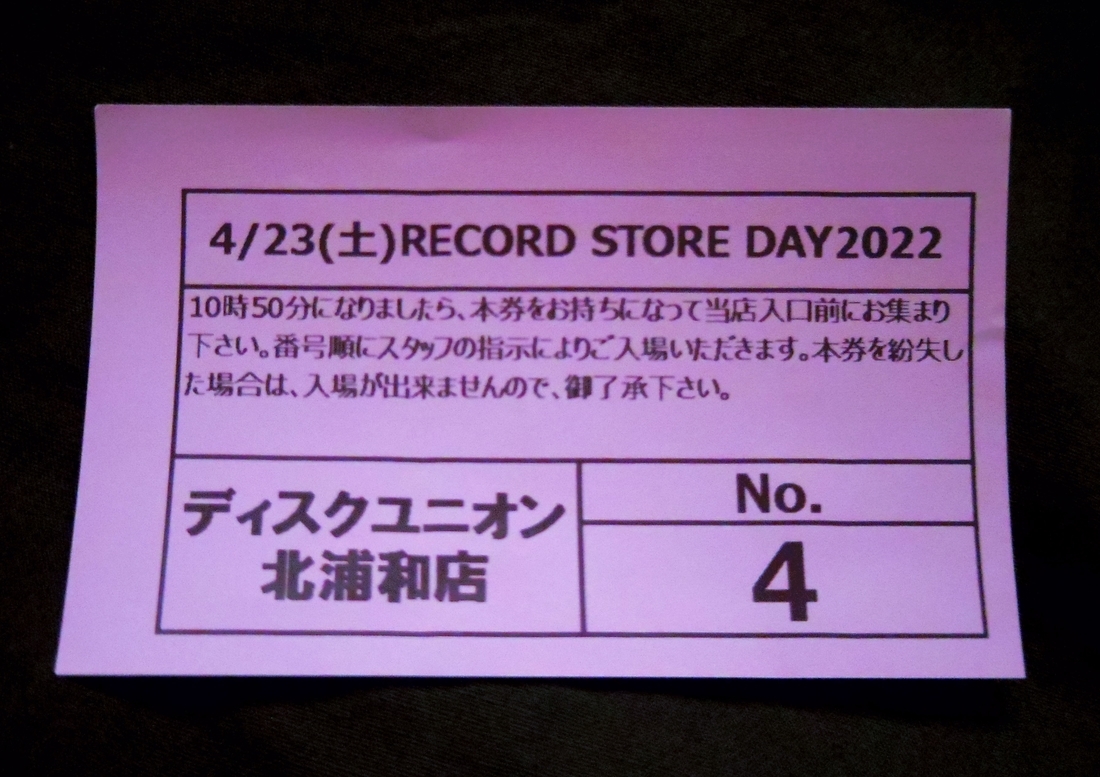 4/23(土)RECORD STORE DAY2022
10時50分になりましたら、本券をお持ちになって当店入口前にお集まり
下さい。番号順にスタッフの指示によりご入場いただきます。本券を紛失し
た場合は、入場が出来ませんので、御了承下さい。
ディスクユニオン
北浦和店
No.
4